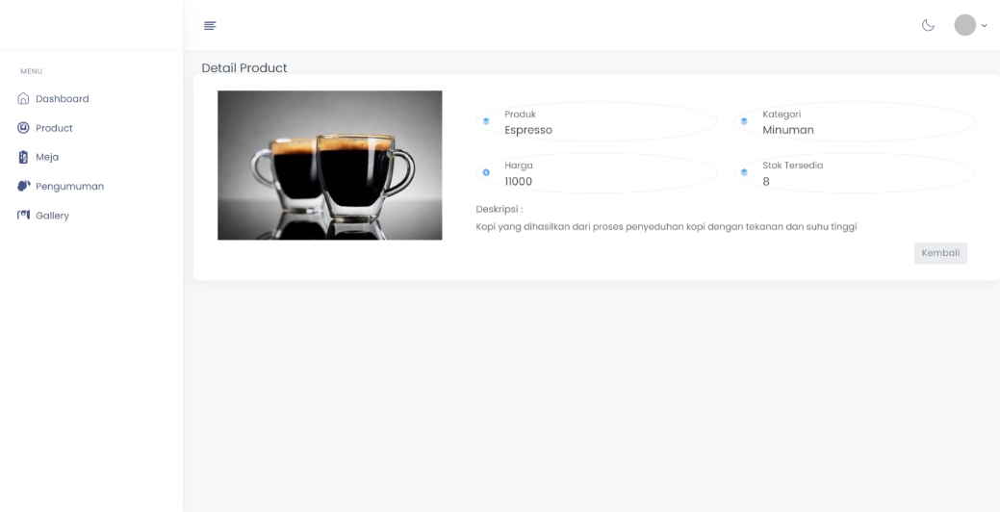 MENU
Dashboard
Product
Meja
Pengumuman
Gallery
Detail Product
Produk
Espresso
Kategori
Minuman
Harga
11000
Stok Tersedia
8
Deskripsi :
Kopi yang dihasilkan dari proses penyeduhan kopi dengan tekanan dan suhu tinggi
Kembali